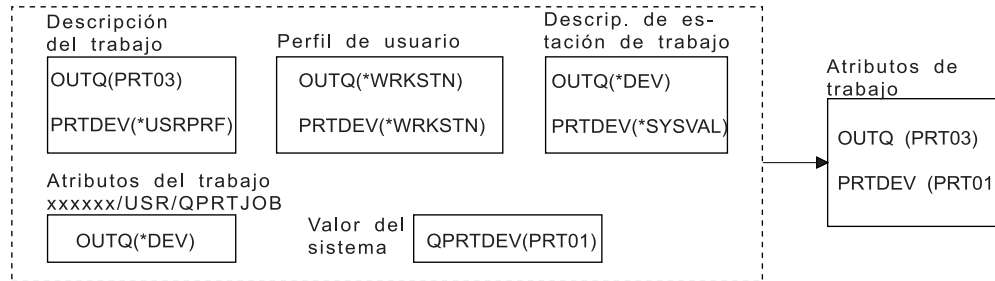 Descripción
del trabajo
OUTQ(PRT03)
PRTDEV(*USRPRF)
Perfil de usuario
OUTQ(*WRKSTN)
PRTDEV(*WRKSTN)
Descrip. de es-
tación de trabajo
OUTQ(*DEV)
PRTDEV(*SYSVAL)
Atributos del trabajo
xxxxxx/USR/QPRTJOB
OUTQ(*DEV)
Valor del
sistema
QPRTDEV(PRT01)
Atributos de
trabajo
OUTQ (PRT03)
PRTDEV (PRT01